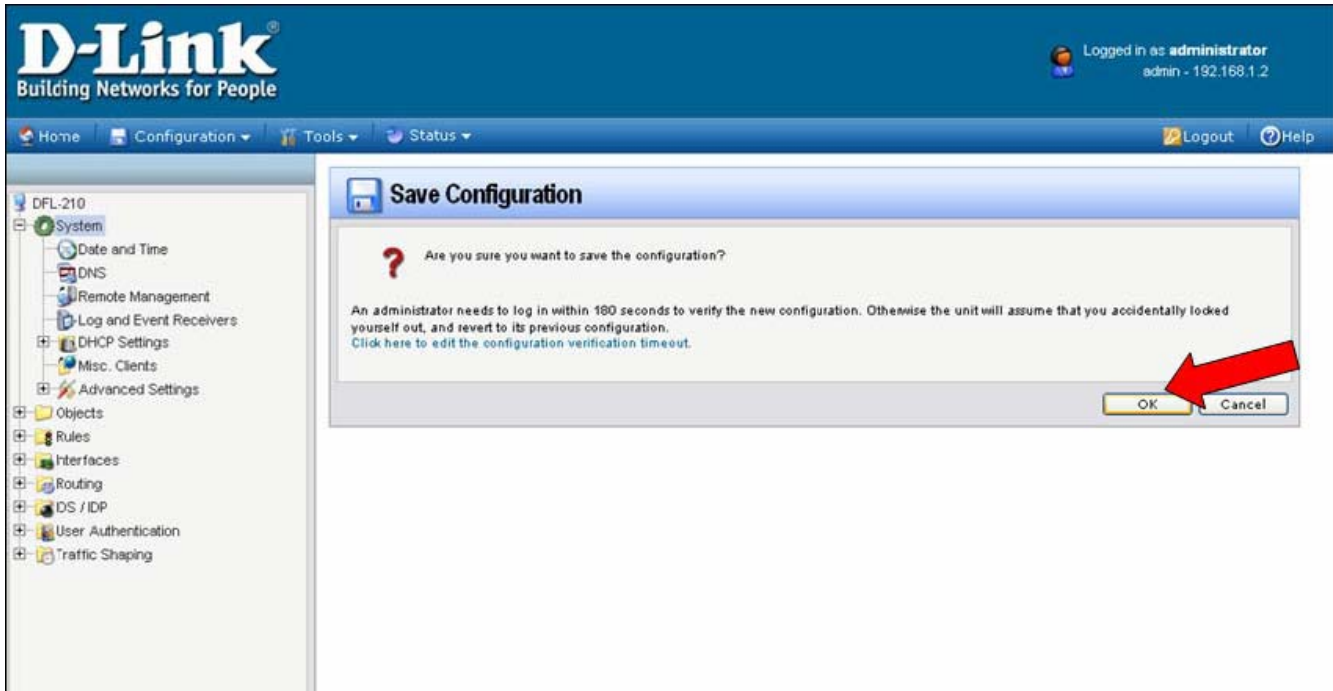 D-Link®
Building Networks for People
Logged in as administrator
admin - 192.168.1.2
Home Configuration Tools Status Logout Help
DFL-210
System
Date and Time
DNS
Remote Management
Log and Event Receivers
DHCP Settings
Misc. Clients
Advanced Settings
Objects
Rules
Interfaces
Routing
IDS / IDP
User Authentication
Traffic Shaping
Save Configuration
? Are you sure you want to save the configuration?
An administrator needs to log in within 180 seconds to verify the new configuration. Otherwise the unit will assume that you accidentally locked
yourself out, and revert to its previous configuration.
Click here to edit the configuration verification timeout.
OK Cancel